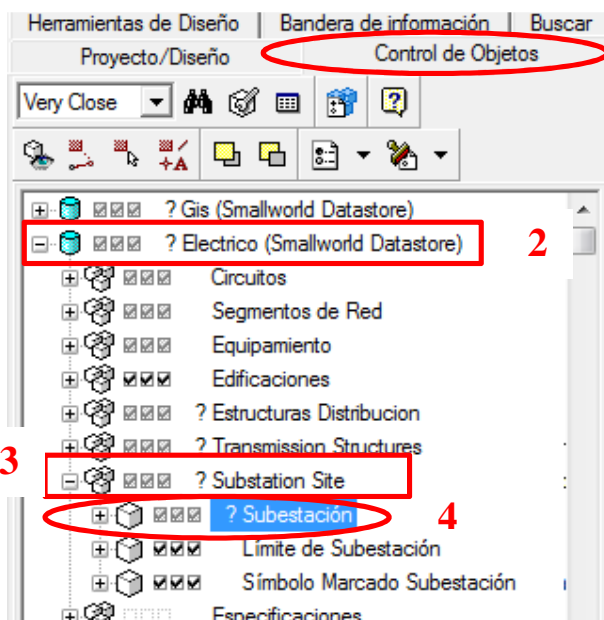 Herramientas de Diseño Bandera de información Buscar
Proyecto/Diseño Control de Objetos
Very Close
? Gis (Smallworld Datastore)
? Electrico (Smallworld Datastore) 2
Circuitos
Segmentos de Red
Equipamiento
Edificaciones
? Estructuras Distribucion
? Transmission Structures
3 ? Substation Site
? Subestación 4
Límite de Subestación
Símbolo Marcado Subestación
Especificaciones